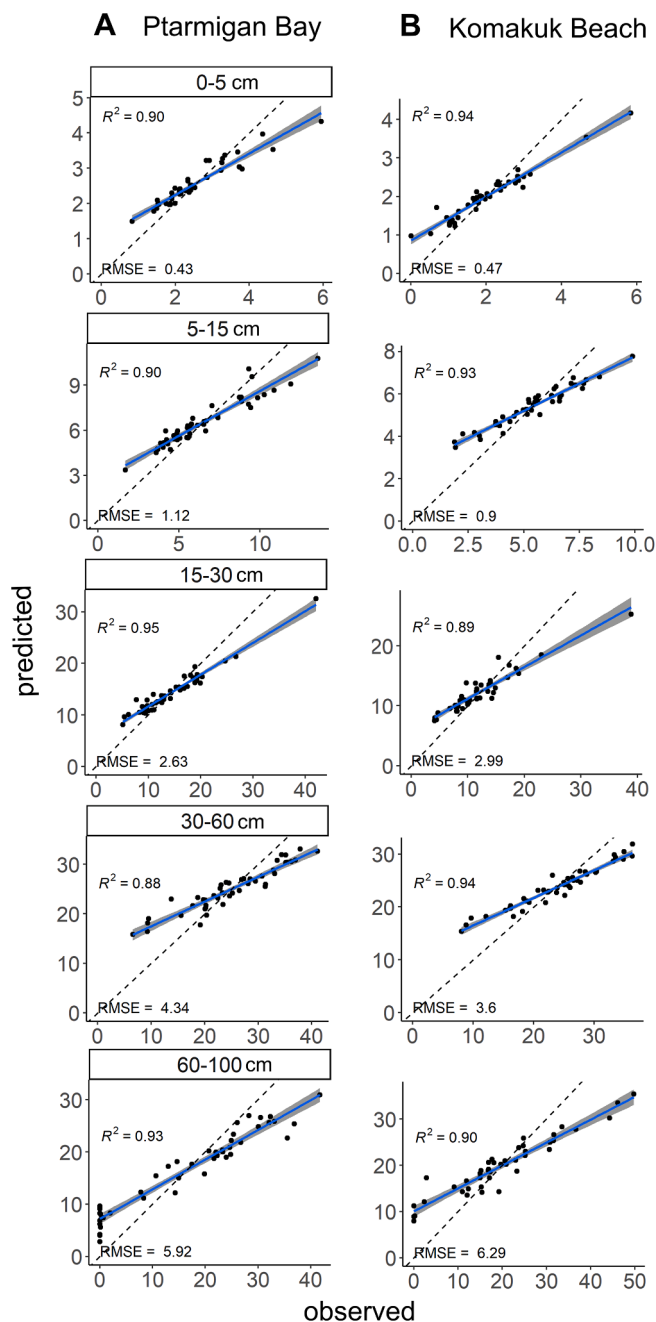 A Ptarmigan Bay
B Komakuk Beach
0-5 cm
5
4
3
2
1
0
R² = 0.90
RMSE = 0.43
0 2 4 6
4
3
2
1
0
R² = 0.94
RMSE = 0.47
0 2 4 6
5-15 cm
9
6
3
0
R² = 0.90
RMSE = 1.12
0 5 10
8
6
4
2
0
R² = 0.93
RMSE = 0.9
0.0 2.5 5.0 7.5 10.0
15-30 cm
30
20
10
0
R² = 0.95
RMSE = 2.63
0 10 20 30 40
20
10
0
R² = 0.89
RMSE = 2.99
0 10 20 30 40
30-60 cm
30
20
10
0
R² = 0.88
RMSE = 4.34
0 10 20 30 40
30
20
10
0
R² = 0.94
RMSE = 3.6
0 10 20 30
60-100 cm
30
20
10
0
R² = 0.93
RMSE = 5.92
0 10 20 30 40
30
20
10
0
R² = 0.90
RMSE = 6.29
0 10 20 30 40 50
predicted
observed